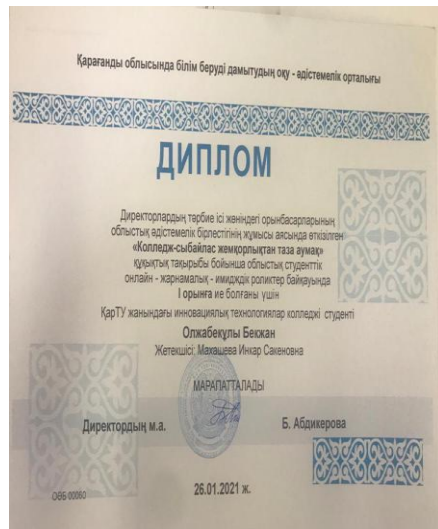 Қарағанды облысында білім беруді дамытудың оқу - әдістемелік орталығы
ДИПЛОМ
Директорлардың тәрбие ісі жөніндегі орынбасарларының
облыстық әдістемелік бірлестігінің жұмысы аясында өткізілген
«Колледж-сыбайлас жемқорлықтан таза аумақ»
құқықтық тақырыбы бойынша облыстық студенттік
онлайн - жарнамалық - имидждік роликтер байқауында
І орынға ие болғаны үшін
ҚарТУ жанындағы инновациялық технологиялар колледжі студенті
Олжабекұлы Бекжан
Жетекшісі: Махашева Инкар Сакеновна
МАРАПАТТАЛАДЫ
Директордың м.а. Б. Абдикерова
26.01.2021 ж.
ОӘБ 00060